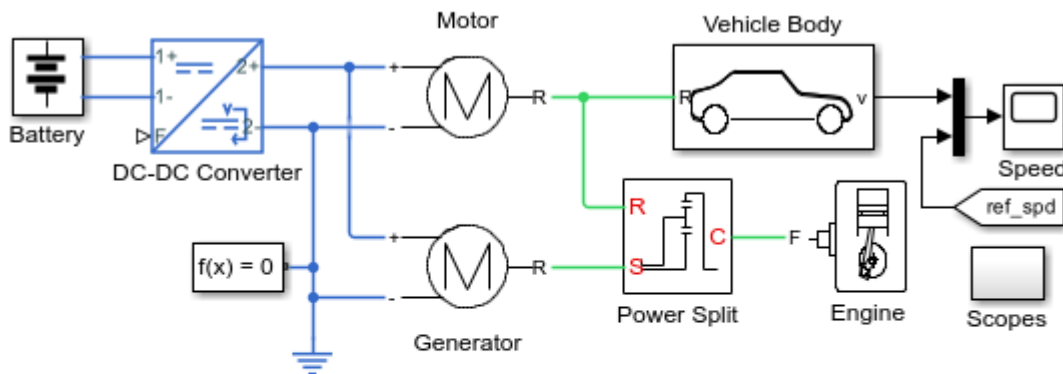 Motor
Vehicle Body
1+
2+
+
M
R
R
v
1-
2-
-
F
v
Battery
DC-DC Converter
Speed
ref_spd
R
C
F
+
M
R
S
f(x) = 0
-
Generator
Power Split
Engine
Scopes